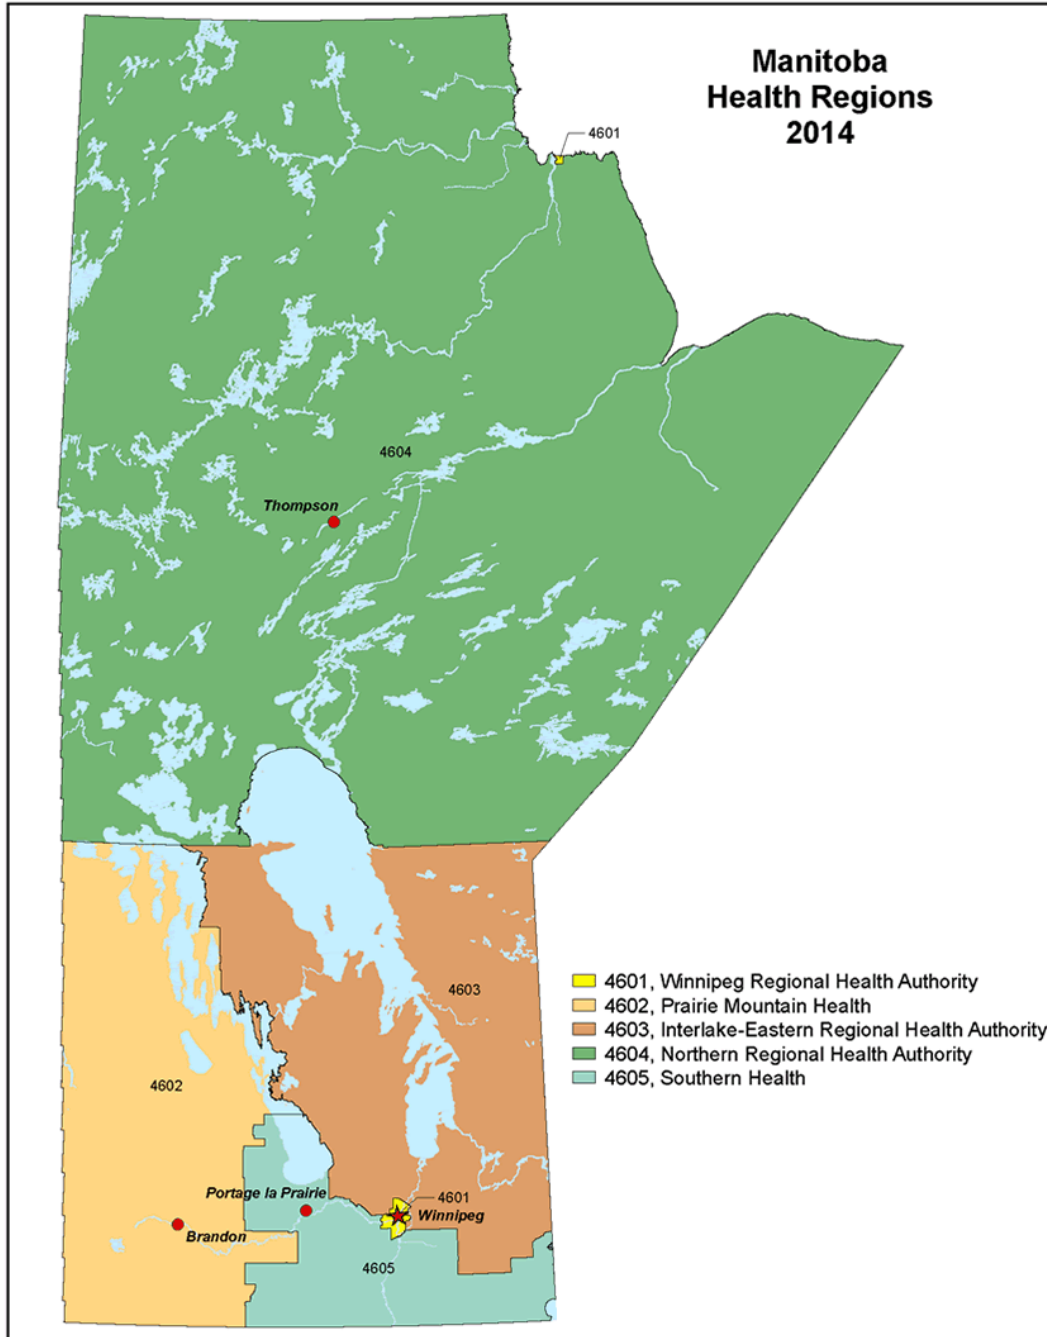 Manitoba
Health Regions
2014
4601
4604
Thompson
4603
4601, Winnipeg Regional Health Authority
4602, Prairie Mountain Health
4603, Interlake-Eastern Regional Health Authority
4604, Northern Regional Health Authority
4605, Southern Health
4602
Portage la Prairie
4601
Winnipeg
Brandon
4605